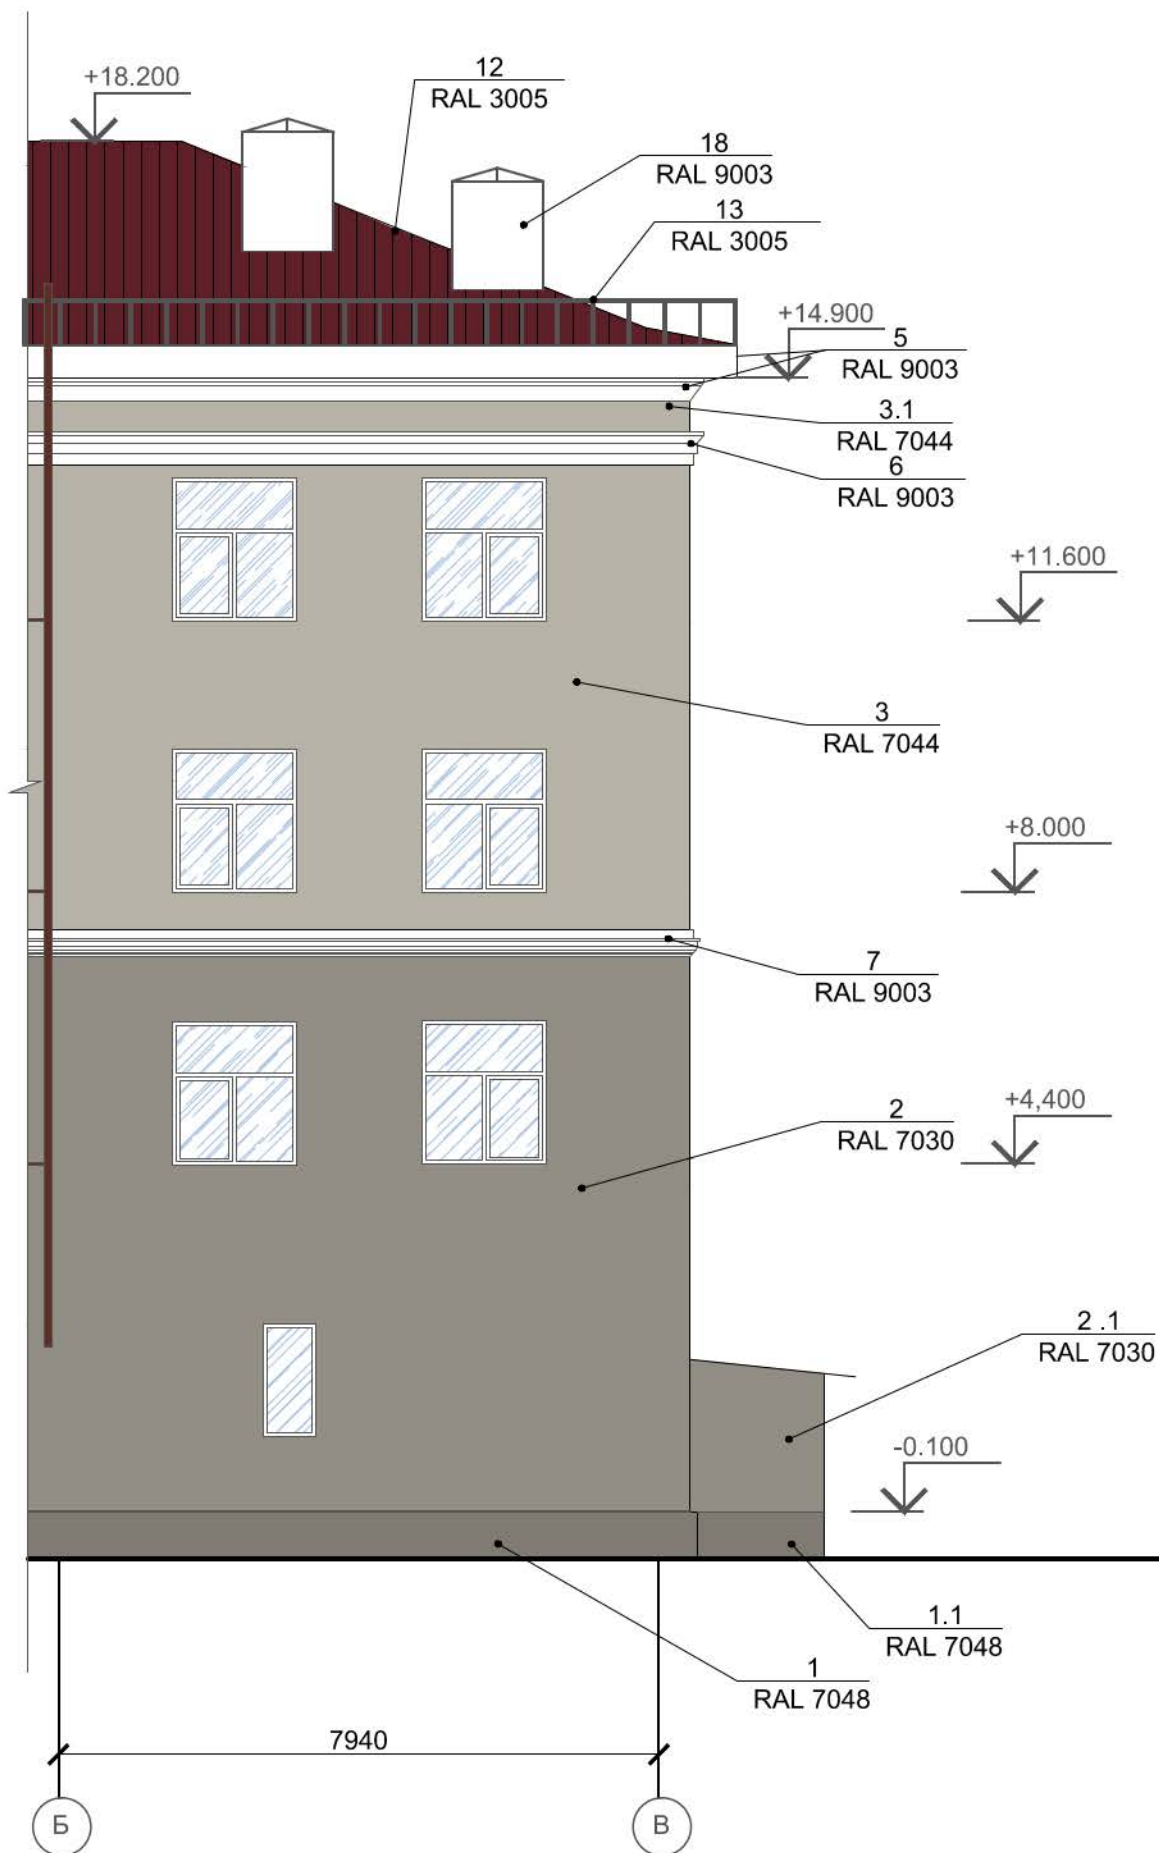 +18.200
12
RAL 3005
18
RAL 9003
13
RAL 3005
+14.900
5
RAL 9003
3.1
RAL 7044
6
RAL 9003
+11.600
3
RAL 7044
+8.000
7
RAL 9003
+4,400
2
RAL 7030
2 .1
RAL 7030
-0.100
1.1
RAL 7048
1
RAL 7048
7940
Б
В